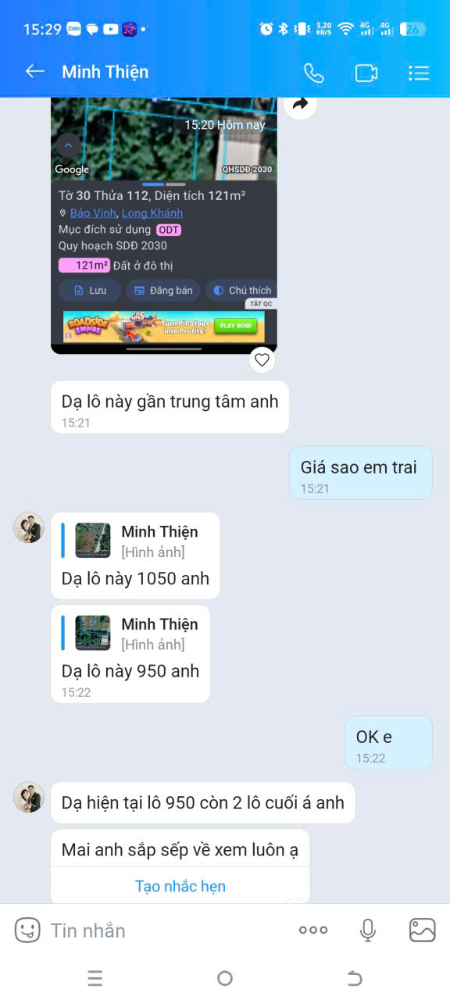 15:29
Zalo
3,20
KB/S
4G
4G
26
Minh Thiện
15:20 Hôm nay
Google
QHSDĐ 2030
Tờ 30 Thửa 112, Diện tích 121m²
Bảo Vinh, Long Khánh
Mục đích sử dụng ODT
Quy hoạch SDĐ 2030
121m² Đất ở đô thị
Lưu
Đăng bán
Chú thích
TẮT QC
ROADSIDE
EMPIRE
GAS
Turn Pit Stops
into Profits!
PLAY NOW
Dạ lô này gần trung tâm anh
15:21
Giá sao em trai
15:21
Minh Thiện
[Hình ảnh]
Dạ lô này 1050 anh
Minh Thiện
[Hình ảnh]
Dạ lô này 950 anh
15:22
OK e
15:22
Dạ hiện tại lô 950 còn 2 lô cuối á anh
Mai anh sắp sếp về xem luôn ạ
Tạo nhắc hẹn
Tin nhắn